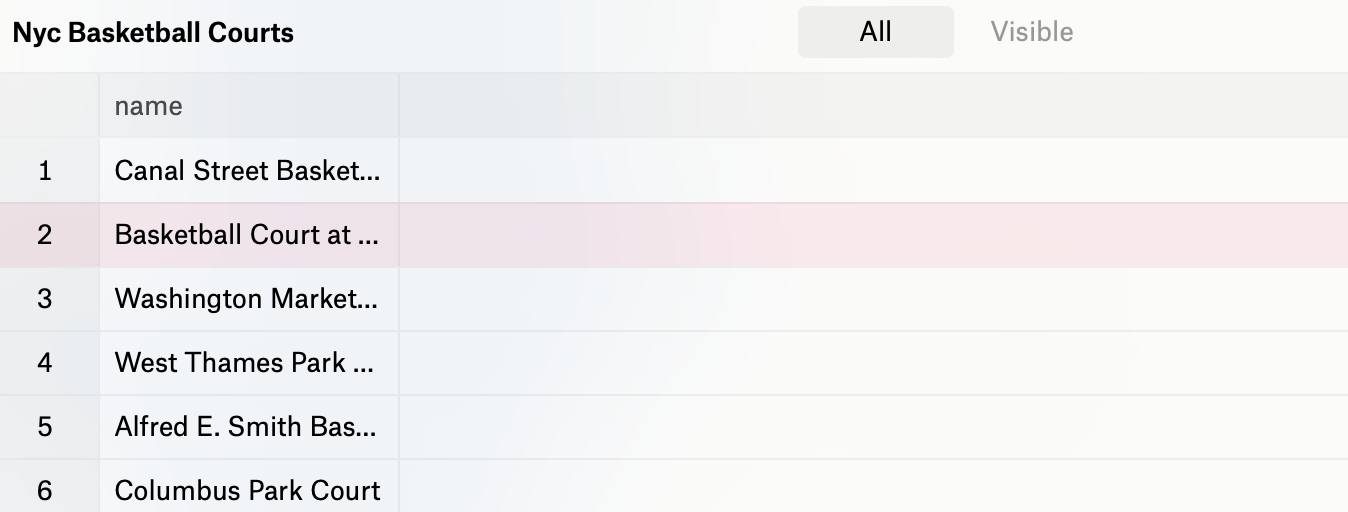 Nyc Basketball Courts All Visible
name
1 Canal Street Basket...
2 Basketball Court at ...
3 Washington Market...
4 West Thames Park ...
5 Alfred E. Smith Bas...
6 Columbus Park Court